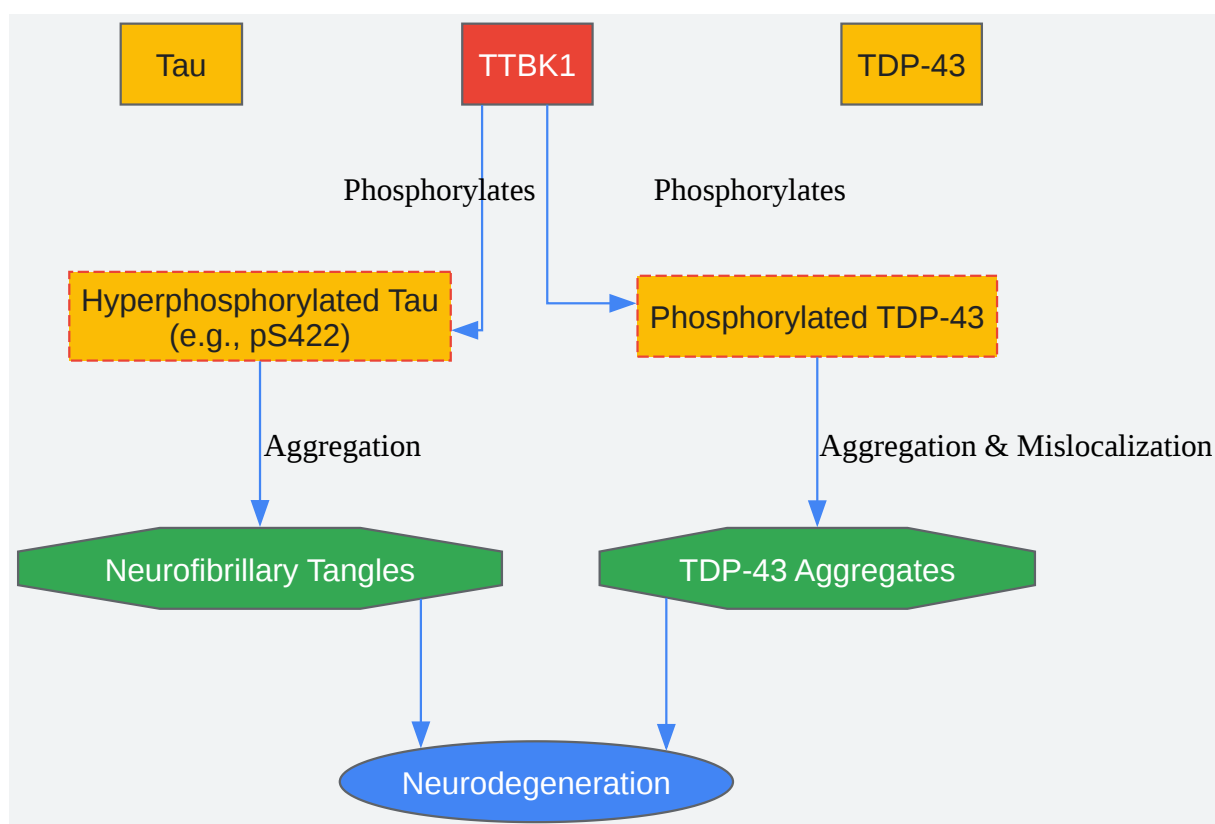 Tau
TTBK1
TDP-43
Phosphorylates
Phosphorylates
Hyperphosphorylated Tau
(e.g., pS422)
Phosphorylated TDP-43
Aggregation
Aggregation & Mislocalization
Neurofibrillary Tangles
TDP-43 Aggregates
Neurodegeneration